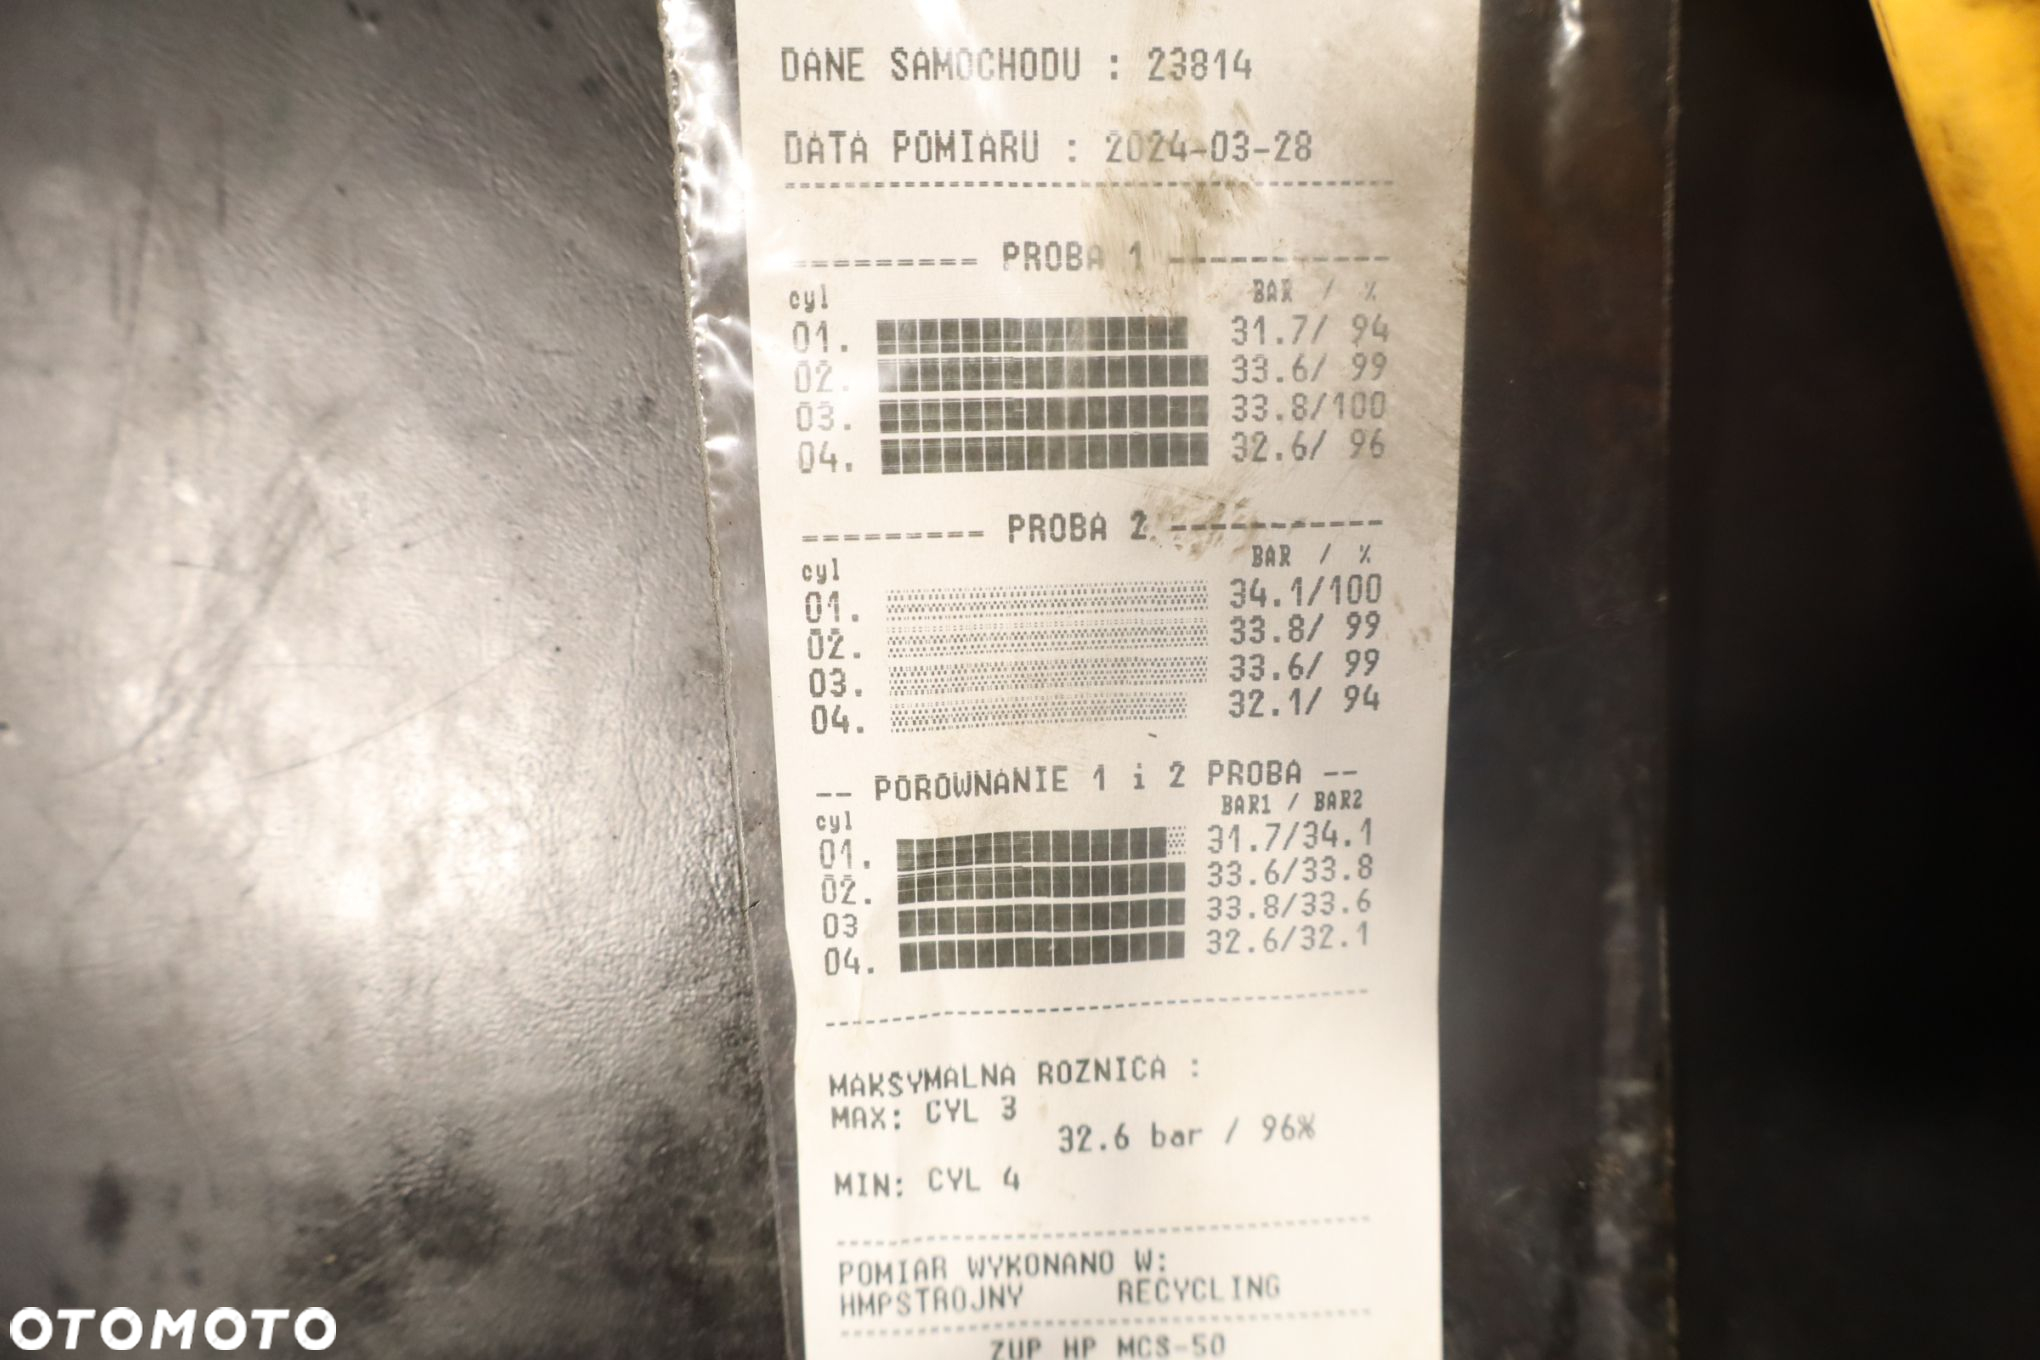 DANE SAMOCHODU : 23814
DATA POMIARU : 2024-03-28
--------- PROBA 1 -----------
cyl BAR / %
01. 31.7/ 94
02. 33.6/ 99
03. 33.8/100
04. 32.6/ 96
--------- PROBA 2 -----------
cyl BAR / %
01. 34.1/100
02. 33.8/ 99
03. 33.6/ 99
04. 32.1/ 94
-- POROWNANIE 1 i 2 PROBA --
cyl BAR1 / BAR2
01. 31.7/34.1
02. 33.6/33.8
03 33.8/33.6
04. 32.6/32.1
MAKSYMALNA ROZNICA :
MAX: CYL 3
32.6 bar / 96%
MIN: CYL 4
POMIAR WYKONANO W:
HMPSTROJNY RECYCLING
ZUP HP MCS-50
OTOMOTO